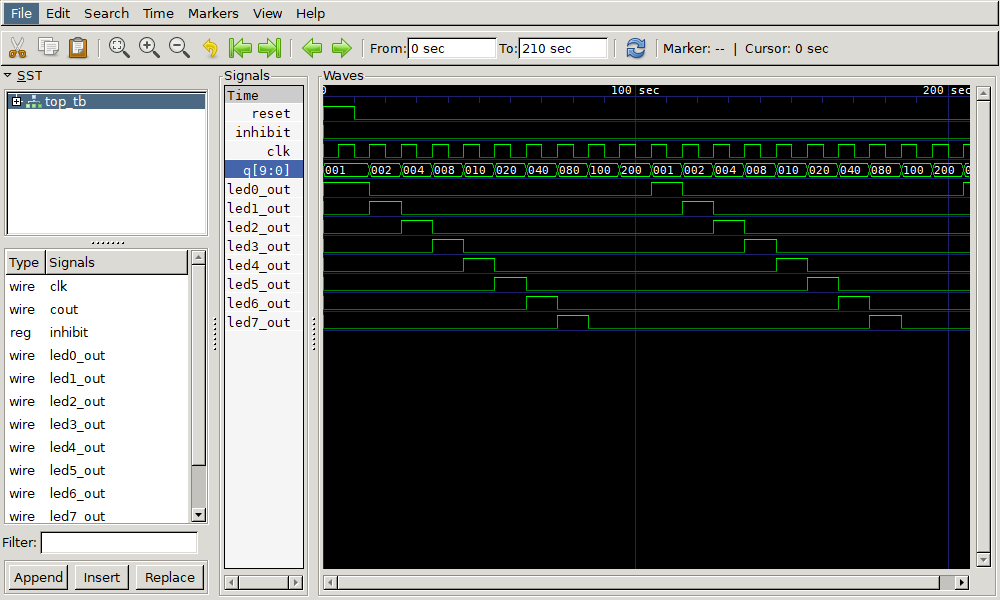 File Edit Search Time Markers View Help
From: 0 sec To: 210 sec Marker: -- | Cursor: 0 sec
SST
top_tb
Type Signals
wire clk
wire cout
reg inhibit
wire led0_out
wire led1_out
wire led2_out
wire led3_out
wire led4_out
wire led5_out
wire led6_out
wire led7_out
Filter:
Append Insert Replace
Signals
Time
reset
inhibit
clk
q[9:0]
led0_out
led1_out
led2_out
led3_out
led4_out
led5_out
led6_out
led7_out
Waves
0 100 sec 200 sec
001 002 004 008 010 020 040 080 100 200 001 002 004 008 010 020 040 080 100 200